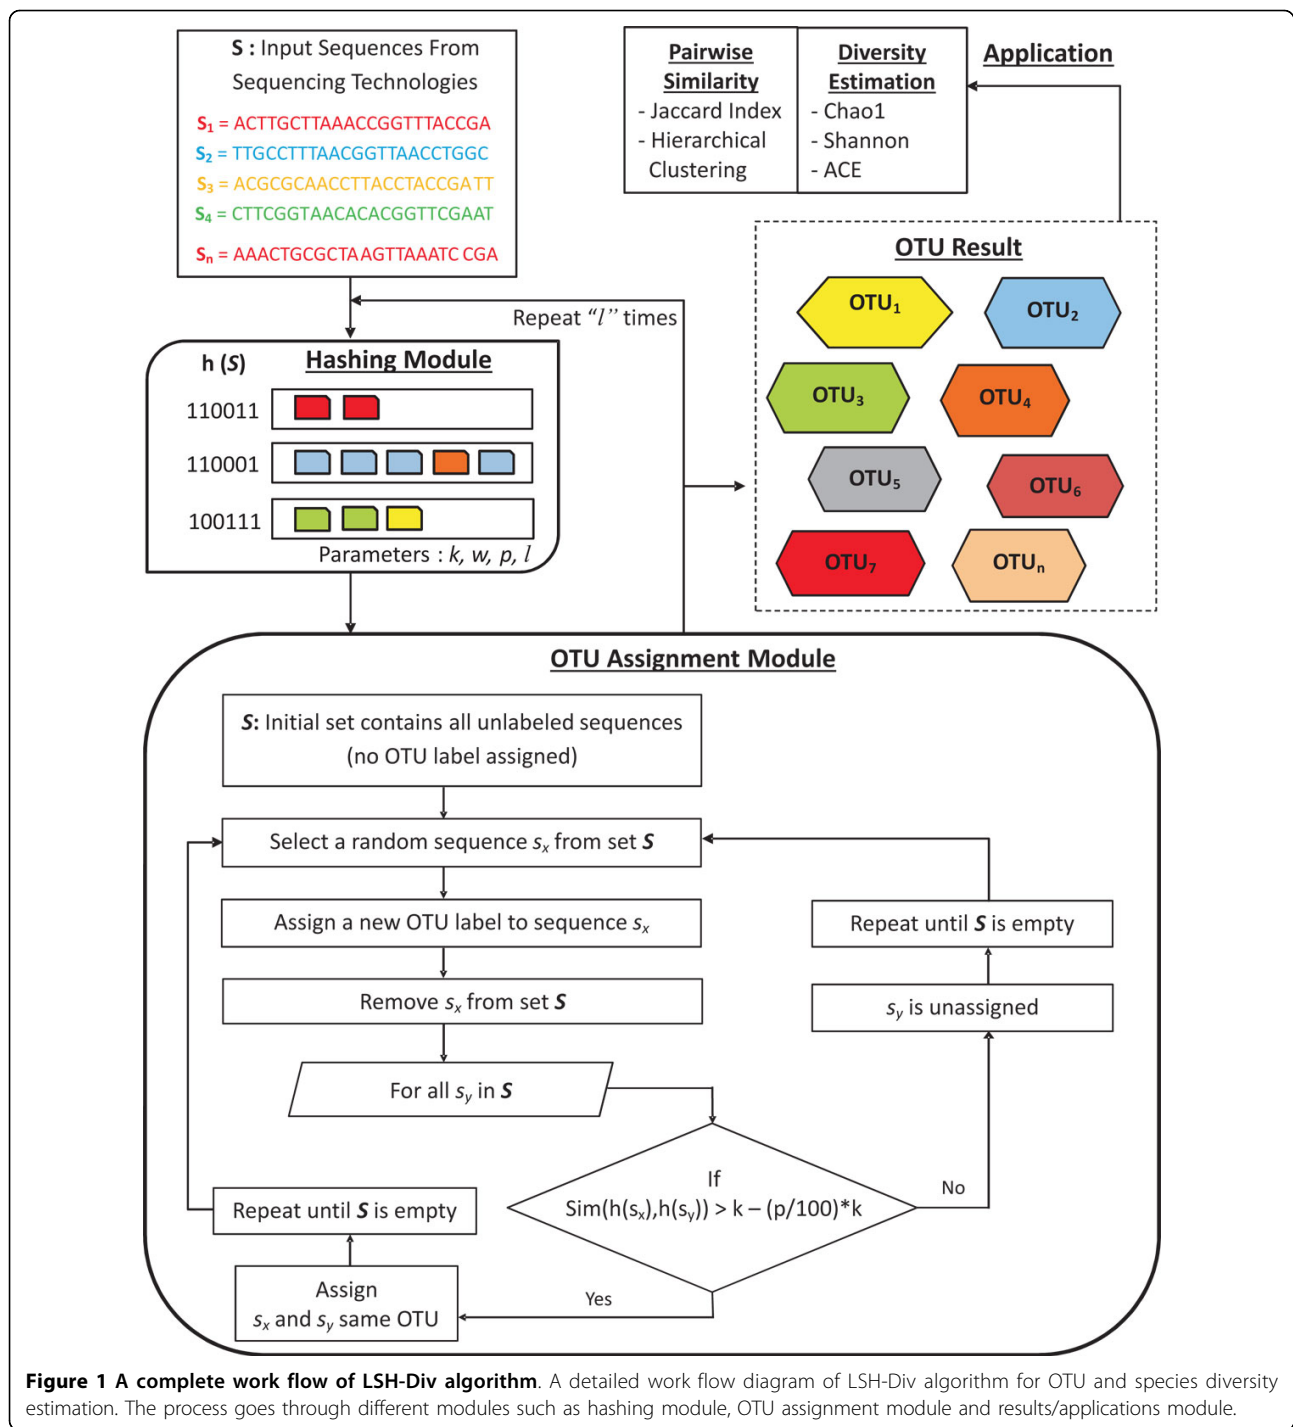 S : Input Sequences From
Sequencing Technologies
S1 = ACTTGCTTAAACCGGTTTACCGA
S2 = TTGCCTTTAACGGTTAACCTGGC
S3 = ACGCGCAACCTTACCTACCGATT
S4 = CTTCGGTAACACACGGTTCGAAT
Sn = AAACTGCGCTAAGTTAAATC CGA
Pairwise
Similarity
- Jaccard Index
- Hierarchical
Clustering
Diversity
Estimation
- Chao1
- Shannon
- ACE
Application
Repeat “l” times
OTU Result
OTU1
OTU2
OTU3
OTU4
OTU5
OTU6
OTU7
OTUn
h (S)
Hashing Module
110011
110001
100111
Parameters : k, w, p, l
OTU Assignment Module
S: Initial set contains all unlabeled sequences
(no OTU label assigned)
Select a random sequence sx from set S
Assign a new OTU label to sequence sx
Remove sx from set S
For all sy in S
If
Sim(h(sx),h(sy)) > k – (p/100)*k
No
sy is unassigned
Repeat until S is empty
Yes
Assign
sx and sy same OTU
Repeat until S is empty
Figure 1 A complete work flow of LSH-Div algorithm. A detailed work flow diagram of LSH-Div algorithm for OTU and species diversity
estimation. The process goes through different modules such as hashing module, OTU assignment module and results/applications module.